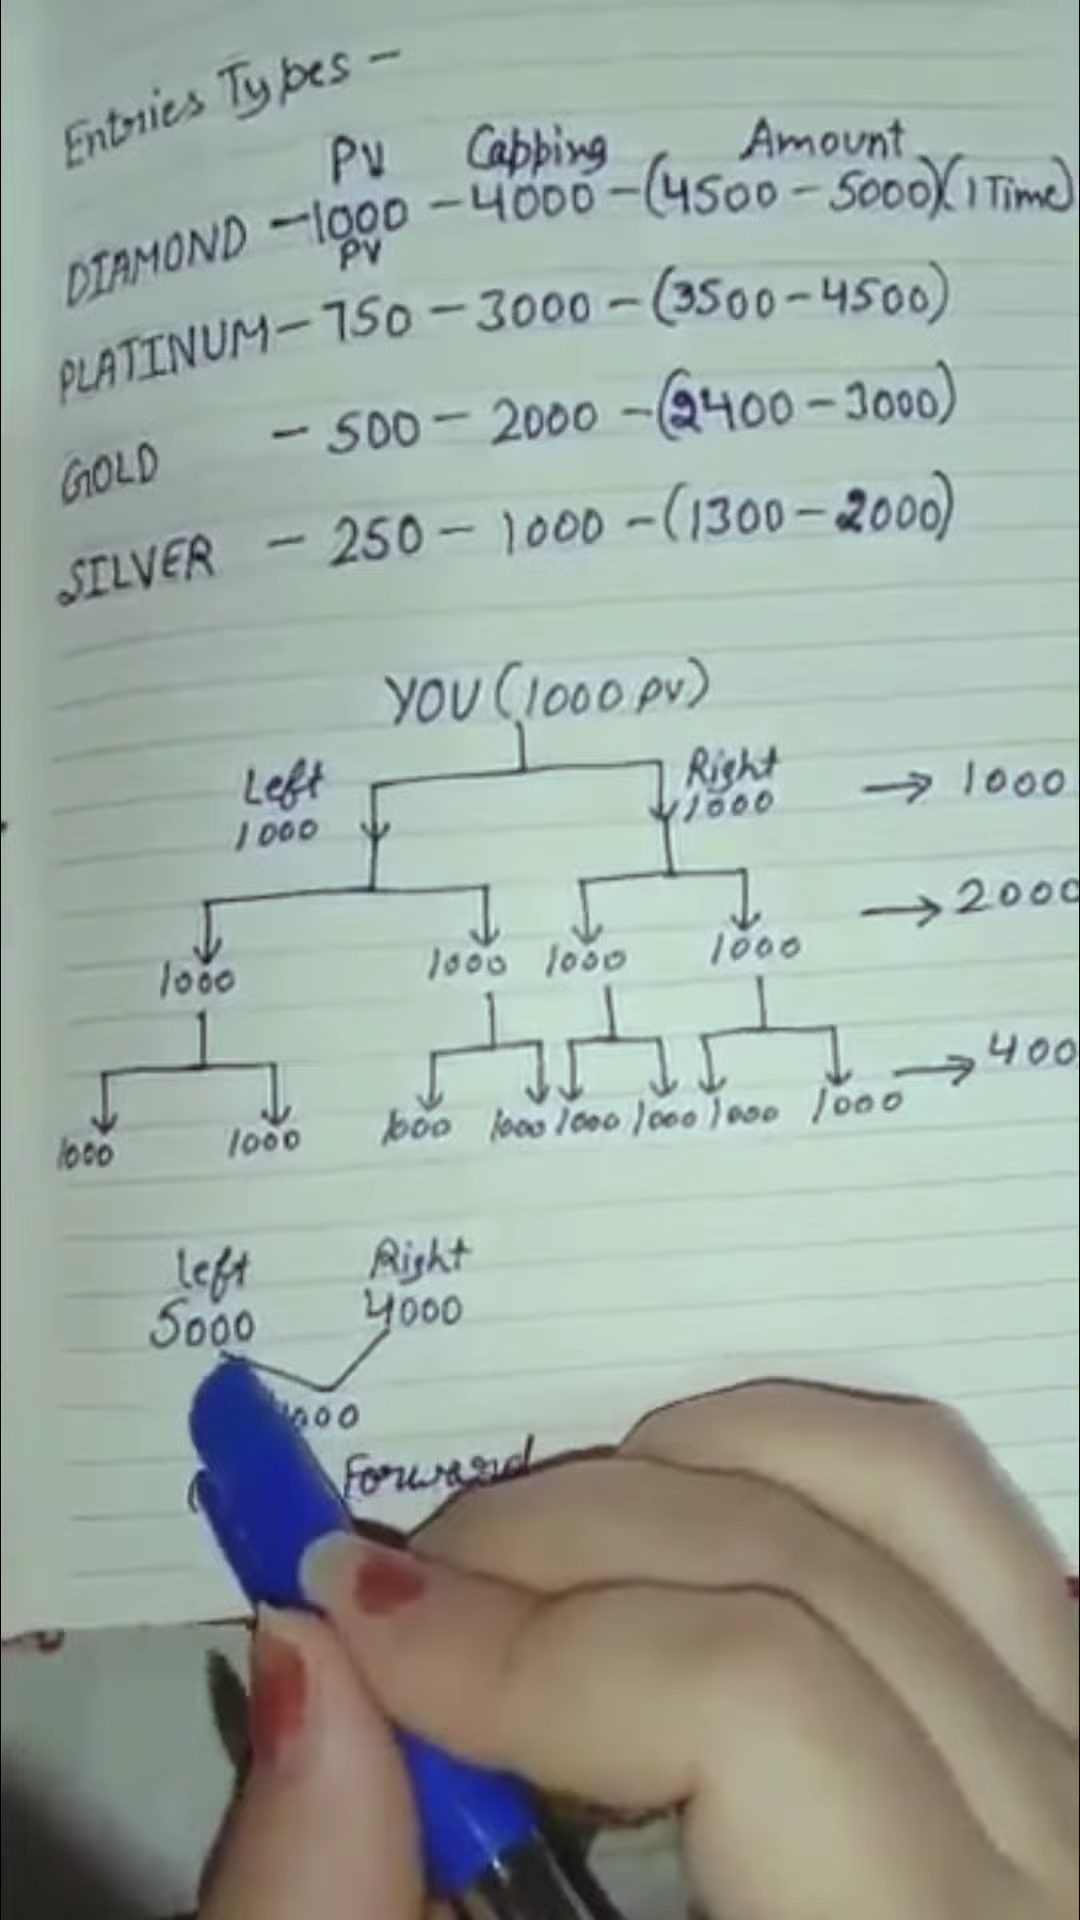 Entries Types -
PV Capping Amount
DIAMOND - 1000 - 4000 - (4500 - 5000) (1 Time)
PV
PLATINUM - 750 - 3000 - (3500 - 4500)
GOLD - 500 - 2000 - (2400 - 3000)
SILVER - 250 - 1000 - (1300 - 2000)
YOU (1000 PV)
Left Right
1000 1000 → 1000
1000 1000 1000 1000 → 2000
1000 1000 1000 1000 1000 1000 1000 1000 → 400
Left Right
5000 4000
Forward